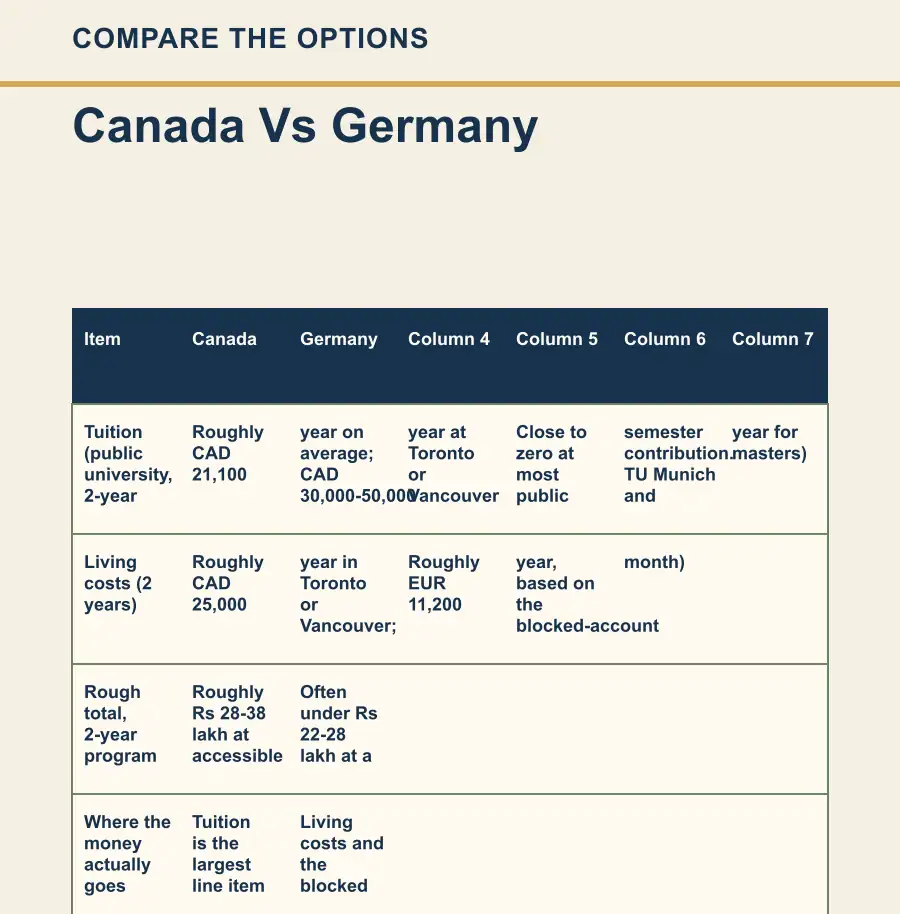 COMPARE THE OPTIONS
Canada Vs Germany
Item Canada Germany Column 4 Column 5 Column 6 Column 7
Tuition
(public
university,
2-year
Roughly
CAD
21,100
year on
average;
CAD
30,000-50,000
year at
Toronto
or
Vancouver
Close to
zero at
most
public
semester
contribution.
TU Munich
and
year for
masters)
Living
costs (2
years)
Roughly
CAD
25,000
year in
Toronto
or
Vancouver;
Roughly
EUR
11,200
year,
based on
the
blocked-account
month)
Rough
total,
2-year
program
Roughly
Rs 28-38
lakh at
accessible
Often
under Rs
22-28
lakh at a
Where the
money
actually
goes
Tuition
is the
largest
line item
Living
costs and
the
blocked